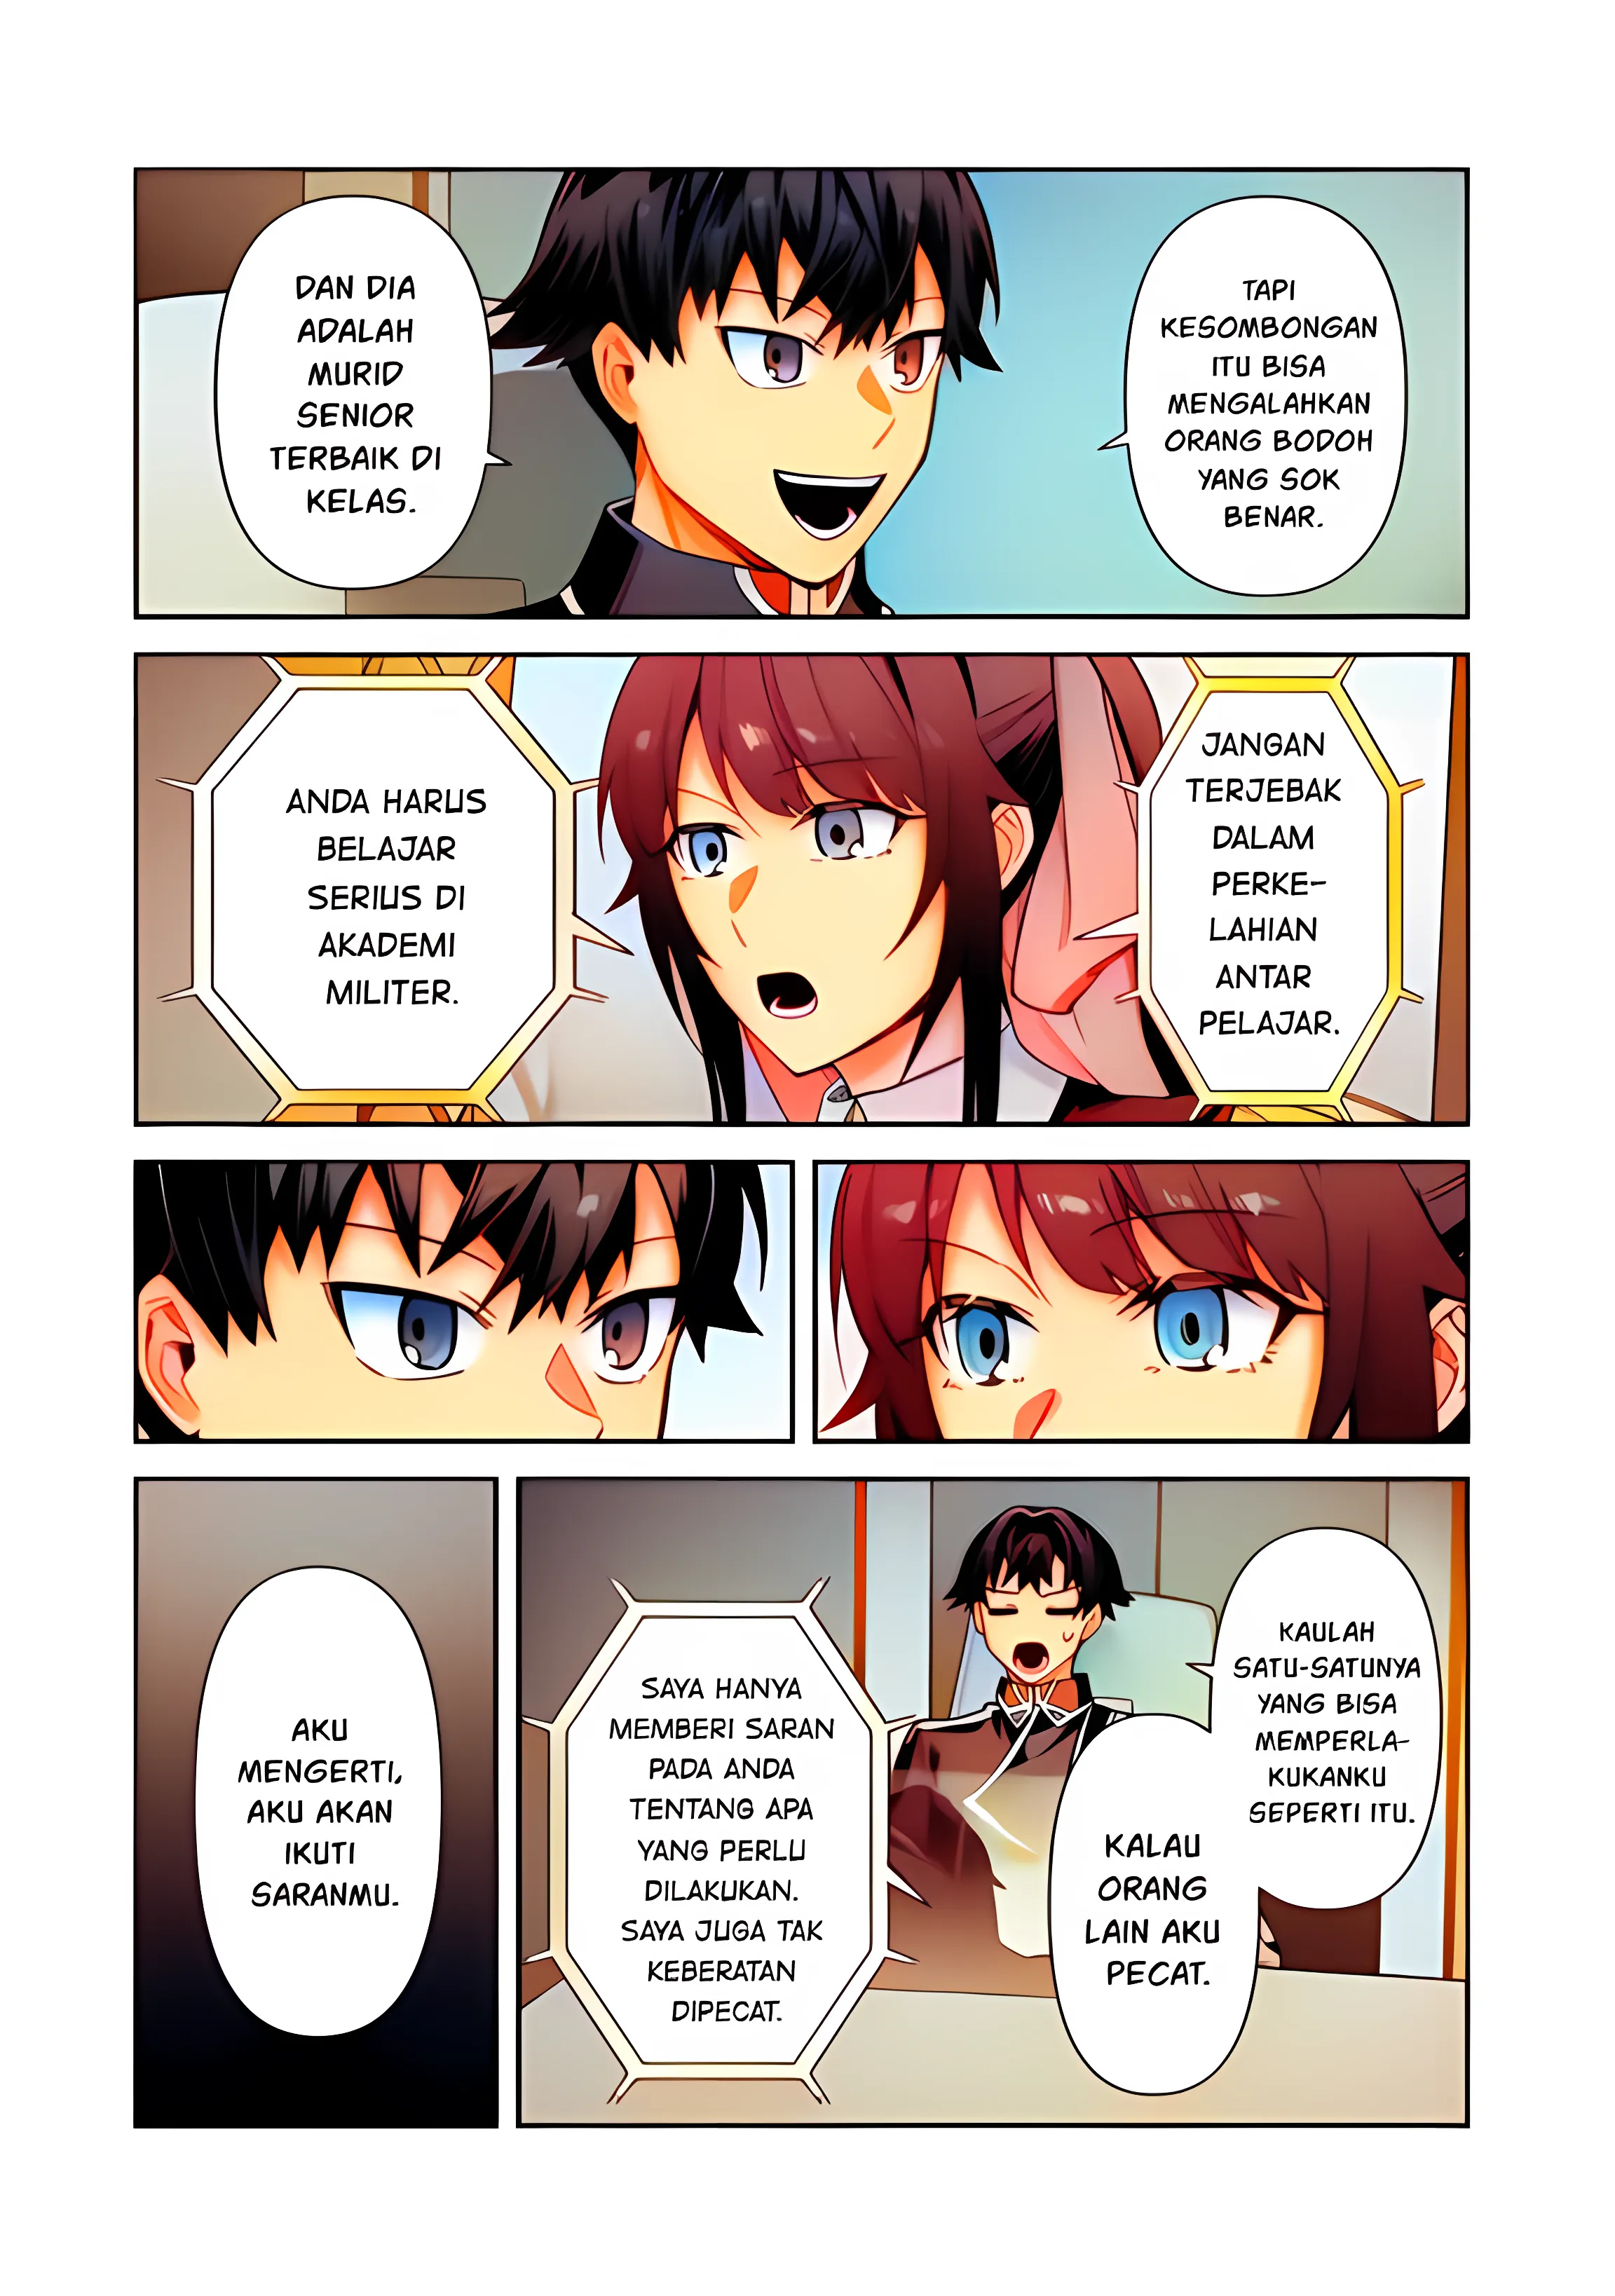 TAPI
KESOMBONGAN
ITU BISA
MENGALAHKAN
ORANG BODOH
YANG SOK
BENAR.
DAN DIA
ADALAH
MURID
SENIOR
TERBAIK DI
KELAS.
JANGAN
TERJEBAK
DALAM
PERKE-
LAHIAN
ANTAR
PELAJAR.
ANDA HARUS
BELAJAR
SERIUS DI
AKADEMI
MILITER.
KAULAH
SATU-SATUNYA
YANG BISA
MEMPERLA-
KUKANKU
SEPERTI ITU.
KALAU
ORANG
LAIN AKU
PECAT.
SAYA HANYA
MEMBERI SARAN
PADA ANDA
TENTANG APA
YANG PERLU
DILAKUKAN.
SAYA JUGA TAK
KEBERATAN
DIPECAT.
AKU
MENGERTI,
AKU AKAN
IKUTI
SARANMU.